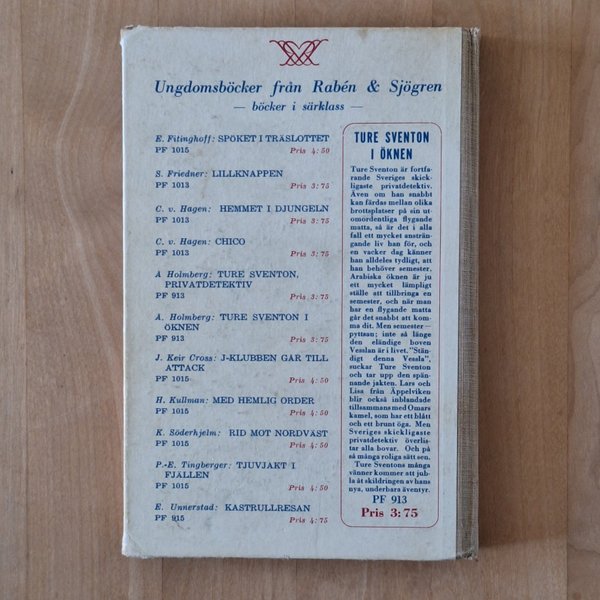 Ungdomsböcker från Rabén & Sjögren
— böcker i särklass —
E. Fitinghoff: SPÖKET I TRÄSLOTTET
PF 1015 Pris 4:50
S. Friedner: LILLKNAPPEN
PF 1013 Pris 3:75
C. v. Hagen: HEMMET I DJUNGELN
PF 1013 Pris 3:75
C. v. Hagen: CHICO
PF 1013 Pris 3:75
A Holmberg: TURE SVENTON,
PRIVATDETEKTIV
PF 913 Pris 3:75
A. Holmberg: TURE SVENTON I
ÖKNEN
PF 913 Pris 3:75
J. Keir Cross: J-KLUBBEN GÅR TILL
ATTACK
PF 1015 Pris 4:50
H. Kullman: MED HEMLIG ORDER
PF 1015 Pris 4:50
K. Söderhjelm: RID MOT NORDVÄST
PF 1015 Pris 4:50
P.-E. Tingberger: TJUVJAKT I
FJÄLLEN
PF 1015 Pris 4:50
E. Unnerstad: KASTRULLRESAN
PF 915 Pris 4:75
TURE SVENTON
I ÖKNEN
Ture Sventon är fortfa-
rande Sveriges skick-
ligaste privatdetektiv.
Även om han snabbt
kan färdas mellan olika
brottsplatser på sin ut-
omordentliga flygande
matta, så är det i alla
fall ett mycket ansträn-
gande liv han för, och
en vacker dag känner
han alldeles tydligt, att
han behöver semester.
Arabiska öknen är ju
ett mycket lämpligt
ställe att tillbringa en
semester, och när man
bar en flygande matta
går det snabbt att kom-
ma dit. Men semester —
pyttsan; inte så länge
den eländige boven
Vesslan är i livet. "Stän-
digt denna Vessla",
suckar Ture Sventon
och tar upp den spän-
nande jakten. Lars och
Lisa från Äppelviken
blir också inblandade
tillsammans med Omars
kamel, som har ett blått
och ett brunt öga. Men
Sveriges skickligaste
privatdetektiv överlis-
tar alla bovar. Och på
så många roliga sätt sen.
Ture Sventons många
vänner kommer att jub-
la åt skildringen av hans
nya, underbara äventyr.
PF 913
Pris 3:75